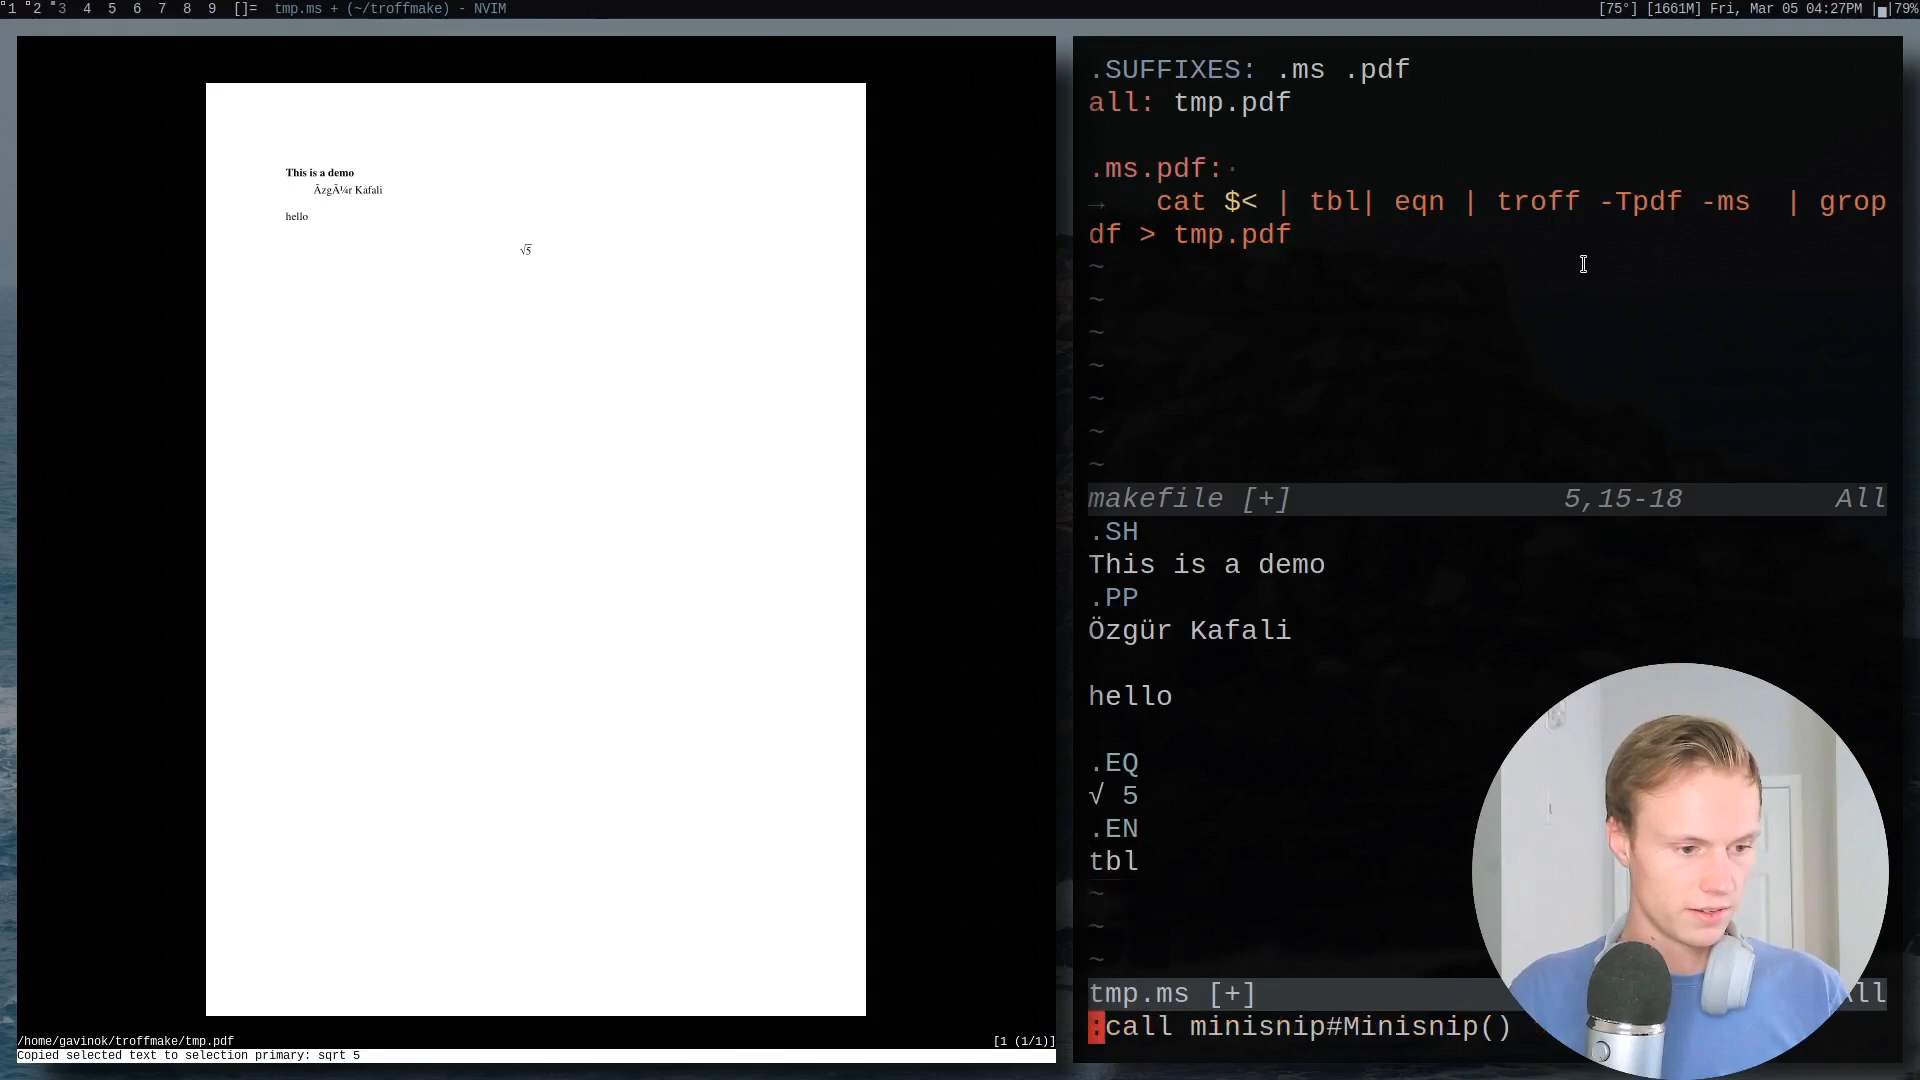 1 2 3 4 5 6 7 8 9 []= tmp.ms + (~/troffmake) - NVIM
[75°] [1661M] Fri, Mar 05 04:27PM |▄|79%
This is a demo
Ãzgür Kafali
hello
√5
/home/gavinok/troffmake/tmp.pdf [1 (1/1)]
Copied selected text to selection primary: sqrt 5
.SUFFIXES: .ms .pdf
all: tmp.pdf
.ms.pdf:·
→ cat $< | tbl| eqn | troff -Tpdf -ms | grop
df > tmp.pdf
~
~
~
~
~
~
~
makefile [+] 5,15-18 All
.SH
This is a demo
.PP
Özgür Kafali
hello
.EQ
√ 5
.EN
tbl
~
~
~
tmp.ms [+] All
:call minisnip#Minisnip()